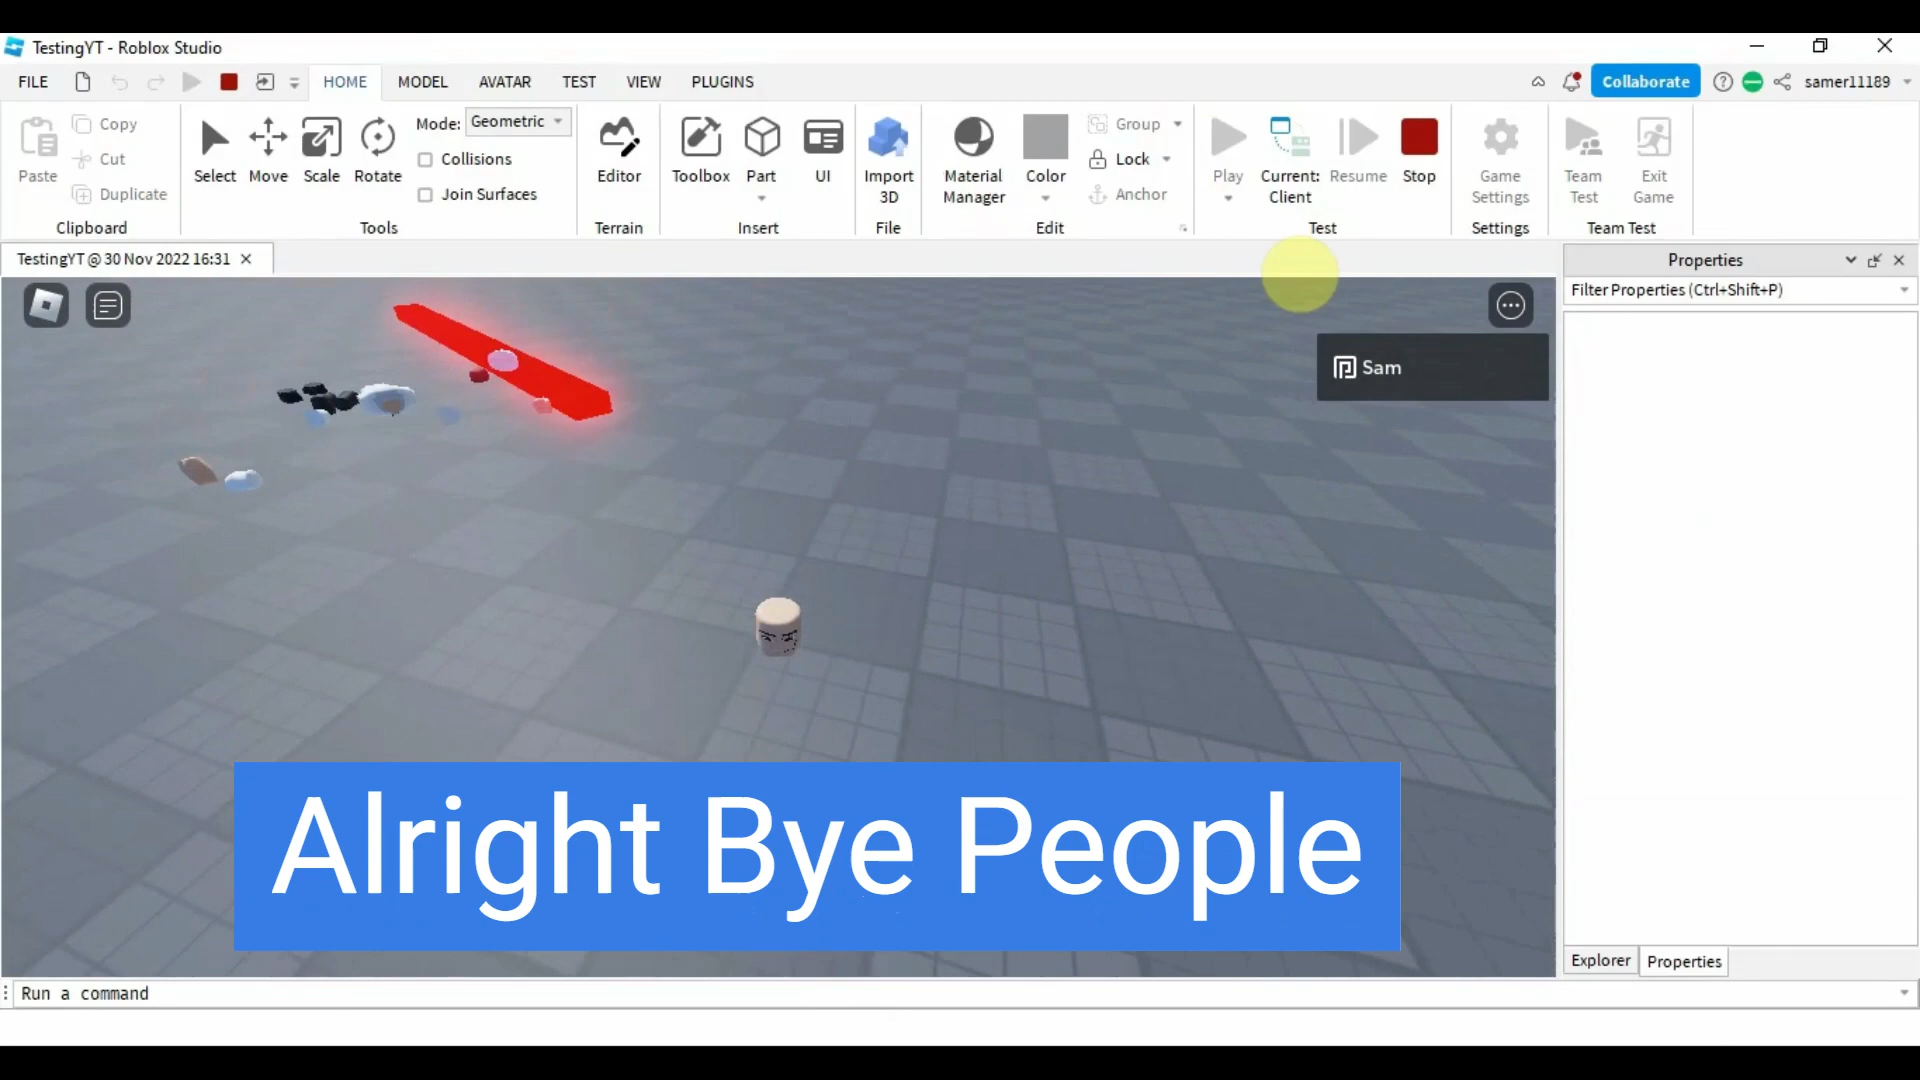 TestingYT - Roblox Studio
FILE HOME MODEL AVATAR TEST VIEW PLUGINS Collaborate samer11189
Paste Copy Cut Duplicate
Clipboard
Select Move Scale Rotate
Mode: Geometric
Collisions
Join Surfaces
Tools
Editor
Terrain
Toolbox Part UI
Insert
Import 3D
File
Material Manager Color
Group
Lock
Anchor
Edit
Play Current: Client Resume Stop
Test
Game Settings
Settings
Team Test Exit Game
Team Test
TestingYT @ 30 Nov 2022 16:31
Properties
Filter Properties (Ctrl+Shift+P)
Sam
Alright Bye People
Explorer Properties
Run a command